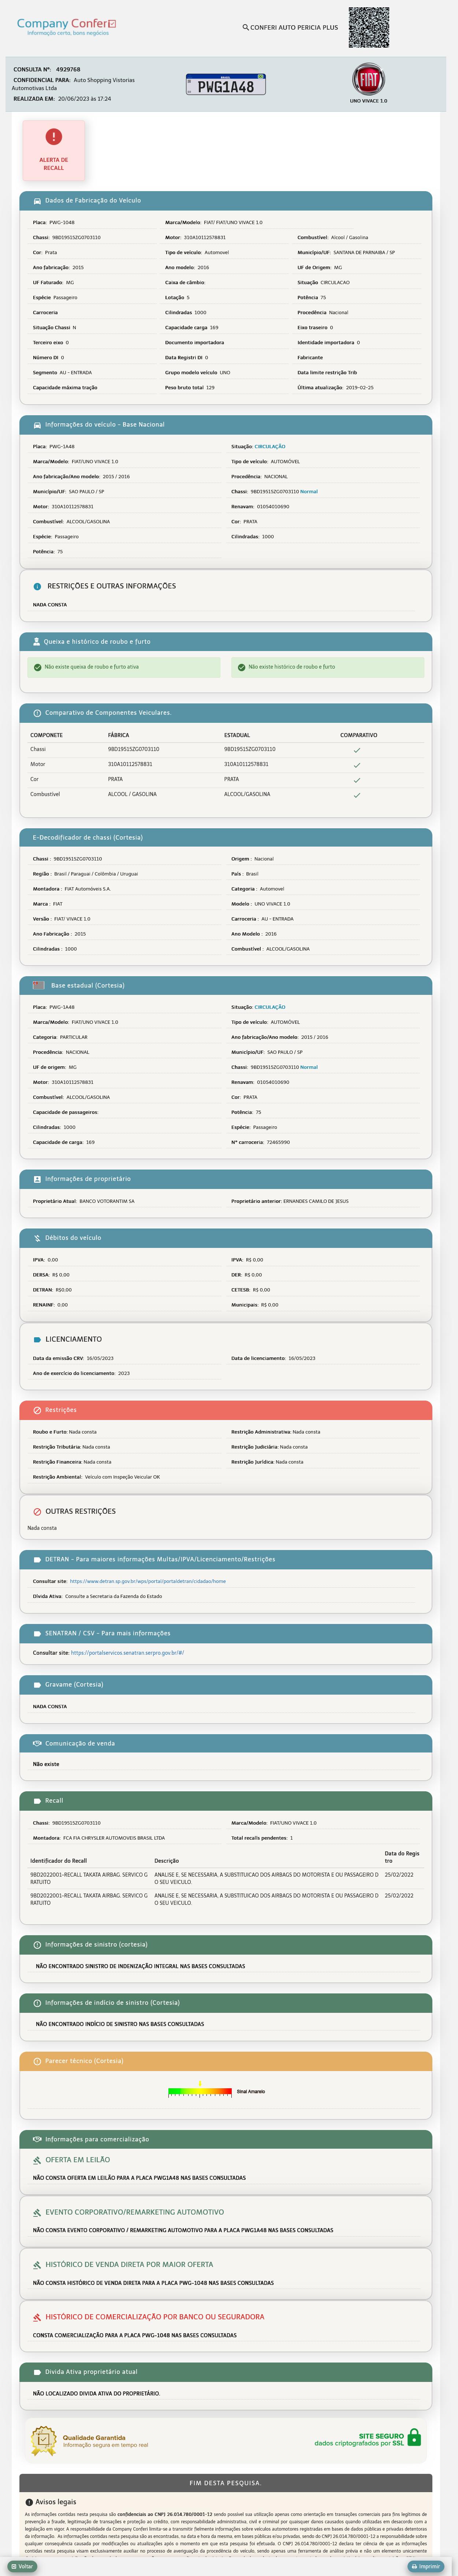 Company Conferi
Informação certa, bons negócios
CONFERI AUTO PERICIA PLUS
CONSULTA Nº: 4929768
CONFIDENCIAL PARA: Auto Shopping Vistorias
Automotivas Ltda
REALIZADA EM: 20/06/2023 às 17:24
PWG1A48
FIAT
UNO VIVACE 1.0
ALERTA DE
RECALL
Dados de Fabricação do Veículo
Placa: PWG-1048 Marca/Modelo: FIAT/ FIAT/UNO VIVACE 1.0
Chassi: 9BD19515ZG0703110 Motor: 310A10112578831 Combustível: Alcool / Gasolina
Cor: Prata Tipo de veículo: Automovel Município/UF: SANTANA DE PARNAIBA / SP
Ano fabricação: 2015 Ano modelo: 2016 UF de Origem: MG
UF Faturado: MG Caixa de câmbio: Situação CIRCULACAO
Espécie Passageiro Lotação 5 Potência 75
Carroceria Cilindradas 1000 Procedência Nacional
Situação Chassi N Capacidade carga 169 Eixo traseiro 0
Terceiro eixo 0 Documento importadora Identidade importadora 0
Número DI 0 Data Registri DI 0 Fabricante
Segmento AU - ENTRADA Grupo modelo veículo UNO Data limite restrição Trib
Capacidade máxima tração Peso bruto total 129 Última atualização: 2019-02-25
Informações do veículo - Base Nacional
Placa: PWG-1A48 Situação: CIRCULAÇÃO
Marca/Modelo: FIAT/UNO VIVACE 1.0 Tipo de veículo: AUTOMÓVEL
Ano fabricação/Ano modelo: 2015 / 2016 Procedência: NACIONAL
Município/UF: SAO PAULO / SP Chassi: 9BD19515ZG0703110 Normal
Motor: 310A10112578831 Renavam: 01054010690
Combustível: ALCOOL/GASOLINA Cor: PRATA
Espécie: Passageiro Cilindradas: 1000
Potência: 75
RESTRIÇÕES E OUTRAS INFORMAÇÕES
NADA CONSTA
Queixa e histórico de roubo e furto
Não existe queixa de roubo e furto ativa Não existe histórico de roubo e furto
Comparativo de Componentes Veiculares.
COMPONETE FÁBRICA ESTADUAL COMPARATIVO
Chassi 9BD19515ZG0703110 9BD19515ZG0703110
Motor 310A10112578831 310A10112578831
Cor PRATA PRATA
Combustível ALCOOL / GASOLINA ALCOOL/GASOLINA
E-Decodificador de chassi (Cortesia)
Chassi : 9BD19515ZG0703110 Origem : Nacional
Região : Brasil / Paraguai / Colômbia / Uruguai País : Brasil
Montadora : FIAT Automóveis S.A. Categoria : Automovel
Marca : FIAT Modelo : UNO VIVACE 1.0
Versão : FIAT/ VIVACE 1.0 Carroceria : AU - ENTRADA
Ano Fabricação : 2015 Ano Modelo : 2016
Cilindradas : 1000 Combustível : ALCOOL/GASOLINA
Base estadual (Cortesia)
Placa: PWG-1A48 Situação: CIRCULAÇÃO
Marca/Modelo: FIAT/UNO VIVACE 1.0 Tipo de veículo: AUTOMÓVEL
Categoria: PARTICULAR Ano fabricação/Ano modelo: 2015 / 2016
Procedência: NACIONAL Município/UF: SAO PAULO / SP
UF de origem: MG Chassi: 9BD19515ZG0703110 Normal
Motor: 310A10112578831 Renavam: 01054010690
Combustível: ALCOOL/GASOLINA Cor: PRATA
Capacidade de passageiros: Potência: 75
Cilindradas: 1000 Espécie: Passageiro
Capacidade de carga: 169 Nº carroceria: 72465990
Informações de proprietário
Proprietário Atual: BANCO VOTORANTIM SA Proprietário anterior: ERNANDES CAMILO DE JESUS
Débitos do veículo
IPVA: 0,00 IPVA: R$ 0,00
DERSA: R$ 0,00 DER: R$ 0,00
DETRAN: R$0,00 CETESB: R$ 0,00
RENAINF: 0,00 Municipais: R$ 0,00
LICENCIAMENTO
Data da emissão CRV: 16/05/2023 Data de licenciamento: 16/05/2023
Ano de exercício do licenciamento: 2023
Restrições
Roubo e Furto: Nada consta Restrição Administrativa: Nada consta
Restrição Tributária: Nada consta Restrição Judiciária: Nada consta
Restrição Financeira: Nada consta Restrição Jurídica: Nada consta
Restrição Ambiental: Veículo com Inspeção Veicular OK
OUTRAS RESTRIÇÕES
Nada consta
DETRAN - Para maiores informações Multas/IPVA/Licenciamento/Restrições
Consultar site: https://www.detran.sp.gov.br/wps/portal/portaldetran/cidadao/home
Dívida Ativa: Consulte a Secretaria da Fazenda do Estado
SENATRAN / CSV - Para mais informações
Consultar site: https://portalservicos.senatran.serpro.gov.br/#/
Gravame (Cortesia)
NADA CONSTA
Comunicação de venda
Não existe
Recall
Chassi: 9BD19515ZG0703110 Marca/Modelo: FIAT/UNO VIVACE 1.0
Montadora: FCA FIA CHRYSLER AUTOMOVEIS BRASIL LTDA Total recalls pendentes: 1
Identificador do Recall Descrição Data do Regis
tro
9BD2022001-RECALL TAKATA AIRBAG. SERVICO G ANALISE E, SE NECESSARIA, A SUBSTITUICAO DOS AIRBAGS DO MOTORISTA E OU PASSAGEIRO D 25/02/2022
RATUITO O SEU VEICULO.
9BD2022001-RECALL TAKATA AIRBAG. SERVICO G ANALISE E, SE NECESSARIA, A SUBSTITUICAO DOS AIRBAGS DO MOTORISTA E OU PASSAGEIRO D 25/02/2022
RATUITO O SEU VEICULO.
Informações de sinistro (cortesia)
NÃO ENCONTRADO SINISTRO DE INDENIZAÇÃO INTEGRAL NAS BASES CONSULTADAS
Informações de indício de sinistro (Cortesia)
NÃO ENCONTRADO INDÍCIO DE SINISTRO NAS BASES CONSULTADAS
Parecer técnico (Cortesia)
Sinal Amarelo
Informações para comercialização
OFERTA EM LEILÃO
NÃO CONSTA OFERTA EM LEILÃO PARA A PLACA PWG1A48 NAS BASES CONSULTADAS
EVENTO CORPORATIVO/REMARKETING AUTOMOTIVO
NÃO CONSTA EVENTO CORPORATIVO / REMARKETING AUTOMOTIVO PARA A PLACA PWG1A48 NAS BASES CONSULTADAS
HISTÓRICO DE VENDA DIRETA POR MAIOR OFERTA
NÃO CONSTA HISTÓRICO DE VENDA DIRETA PARA A PLACA PWG-1048 NAS BASES CONSULTADAS
HISTÓRICO DE COMERCIALIZAÇÃO POR BANCO OU SEGURADORA
CONSTA COMERCIALIZAÇÃO PARA A PLACA PWG-1048 NAS BASES CONSULTADAS
Divida Ativa proprietário atual
NÃO LOCALIZADO DIVIDA ATIVA DO PROPRIETÁRIO.
Qualidade Garantida
Informação segura em tempo real
SITE SEGURO
dados criptografados por SSL
FIM DESTA PESQUISA.
Avisos legais
As informações contidas nesta pesquisa são confidenciais ao CNPJ 26.014.780/0001-12 sendo possível sua utilização apenas como orientação em transações comerciais para fins legítimos de
prevenção a fraude, legitimação de transações e proteção ao crédito, com responsabilidade administrativa, cível e criminal por quaisquer danos causados quando utilizadas em desacordo com a
legislação em vigor. A responsabilidade da Company Conferi limita-se a transmitir fielmente informações sobre veículos automotores registradas em bases de dados públicas e privadas detentoras
de informação. As informações contidas nesta pesquisa são as encontradas, na data e hora da mesma, em bases públicas e/ou privadas, sendo do CNPJ 26.014.780/0001-12 a responsabilidade sobre
qualquer consequência causada por modificações ou atualizações após o momento em que esta pesquisa foi efetuada. O CNPJ 26.014.780/0001-12 declara ter ciência de que as informações
contidas nesta pesquisa visam exclusivamente auxiliar no processo de averiguação da procedência do veículo, sendo apenas uma ferramenta de análise prévia e não um elemento unicamente
Voltar
Imprimir